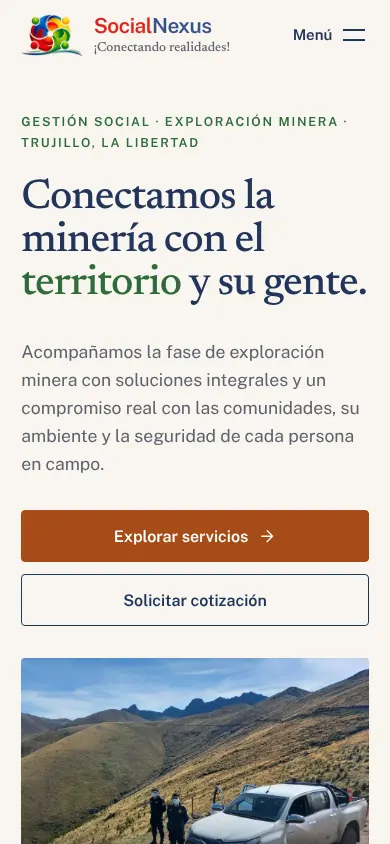 SocialNexus
¡Conectando realidades!
Menú
GESTIÓN SOCIAL · EXPLORACIÓN MINERA ·
TRUJILLO, LA LIBERTAD
Conectamos la
minería con el
territorio y su gente.
Acompañamos la fase de exploración
minera con soluciones integrales y un
compromiso real con las comunidades, su
ambiente y la seguridad de cada persona
en campo.
Explorar servicios →
Solicitar cotización